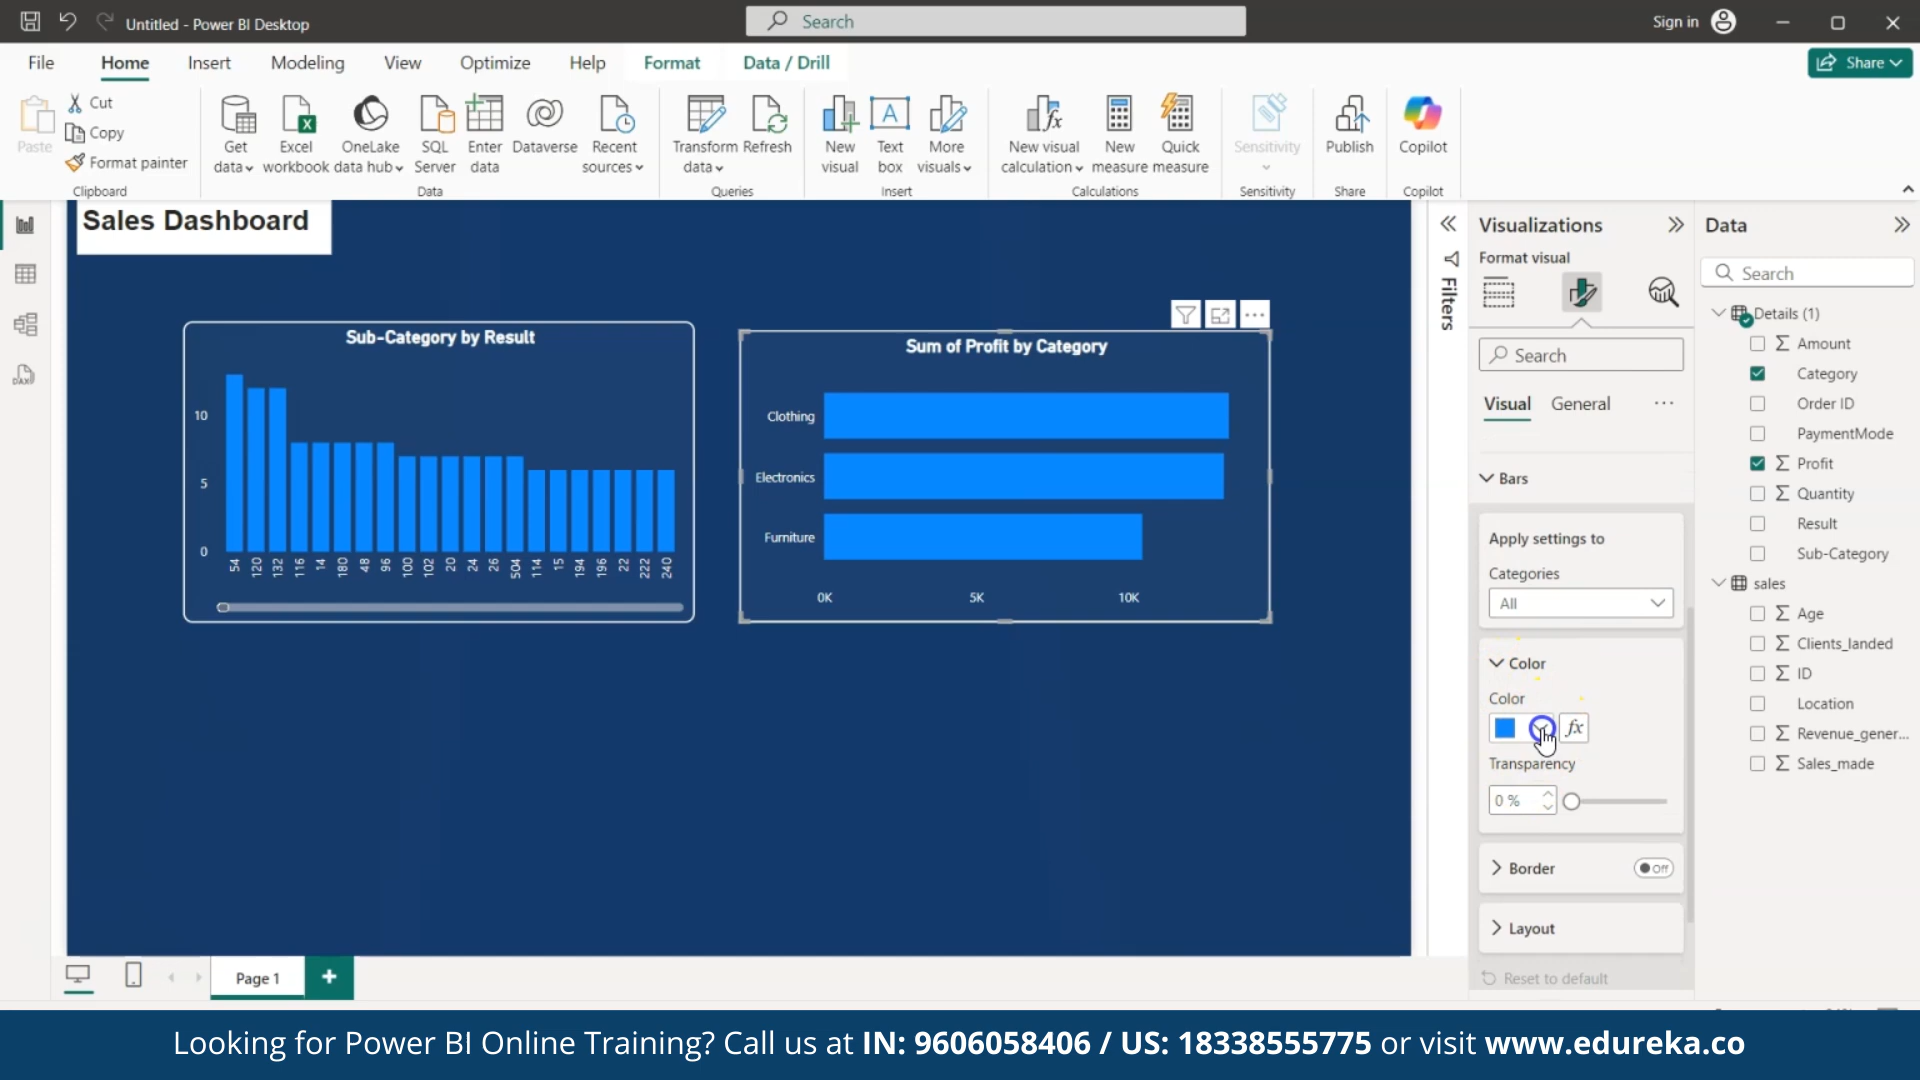 Untitled - Power BI Desktop
Search
Sign in
File
Home
Insert
Modeling
View
Optimize
Help
Format
Data / Drill
Share
Paste
Cut
Copy
Format painter
Clipboard
Get data
Excel workbook
OneLake data hub
SQL Server
Enter data
Dataverse
Recent sources
Data
Transform data
Refresh
Queries
New visual
Text box
More visuals
Insert
New visual calculation
New measure
Quick measure
Calculations
Sensitivity
Sensitivity
Publish
Share
Copilot
Copilot
Sales Dashboard
Sub-Category by Result
10
5
0
54
120
132
116
14
180
48
96
100
102
20
24
26
504
114
15
194
196
22
222
240
Sum of Profit by Category
Clothing
Electronics
Furniture
0K
5K
10K
Filters
Visualizations
Format visual
Search
Visual
General
Bars
Apply settings to
Categories
All
Color
Color
fx
Transparency
0 %
Border
Off
Layout
Reset to default
Data
Search
Details (1)
Amount
Category
Order ID
PaymentMode
Profit
Quantity
Result
Sub-Category
sales
Age
Clients_landed
ID
Location
Revenue_gener...
Sales_made
Page 1
Looking for Power BI Online Training? Call us at IN: 9606058406 / US: 18338555775 or visit www.edureka.co